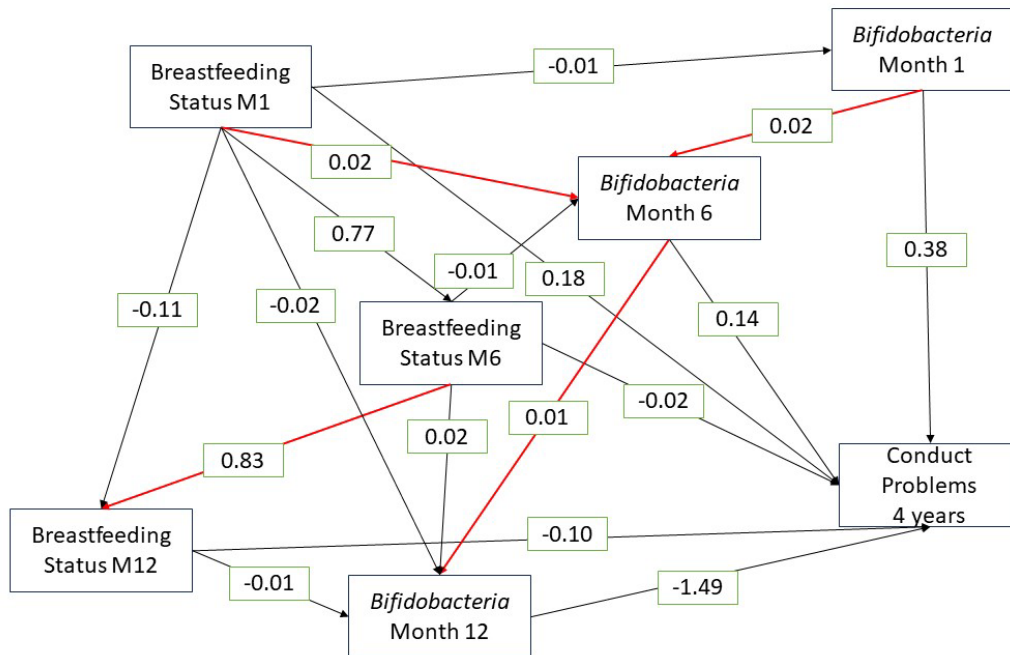 Bifidobacteria
Month 1
Breastfeeding
Status M1
-0.01
0.02
0.02
Bifidobacteria
Month 6
0.77
-0.01
0.18
0.38
-0.11
-0.02
0.14
Breastfeeding
Status M6
-0.02
0.01
0.02
0.83
Conduct
Problems
4 years
Breastfeeding
Status M12
-0.10
-0.01
-1.49
Bifidobacteria
Month 12